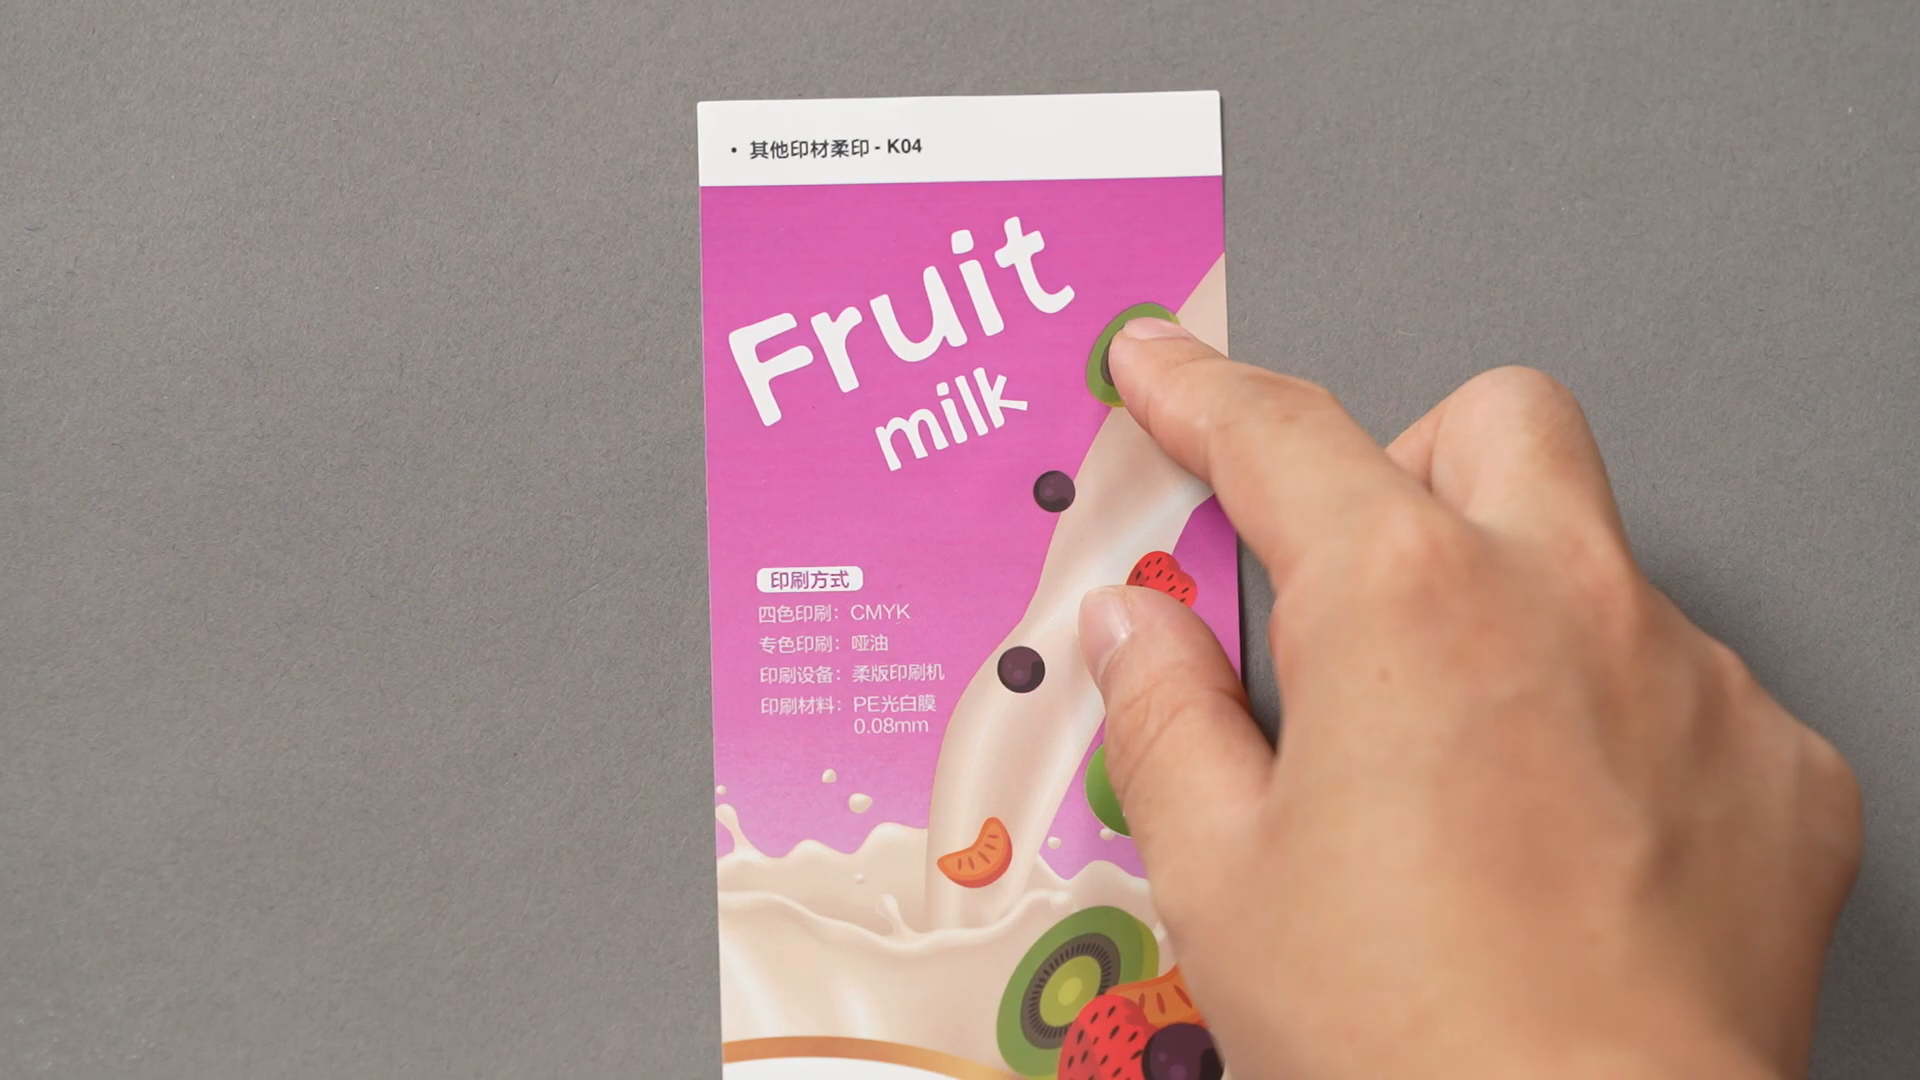 • 其他印材柔印 - K04
Fruit
milk
印刷方式
四色印刷：CMYK
专色印刷：哑油
印刷设备：柔版印刷机
印刷材料：PE光白膜
0.08mm